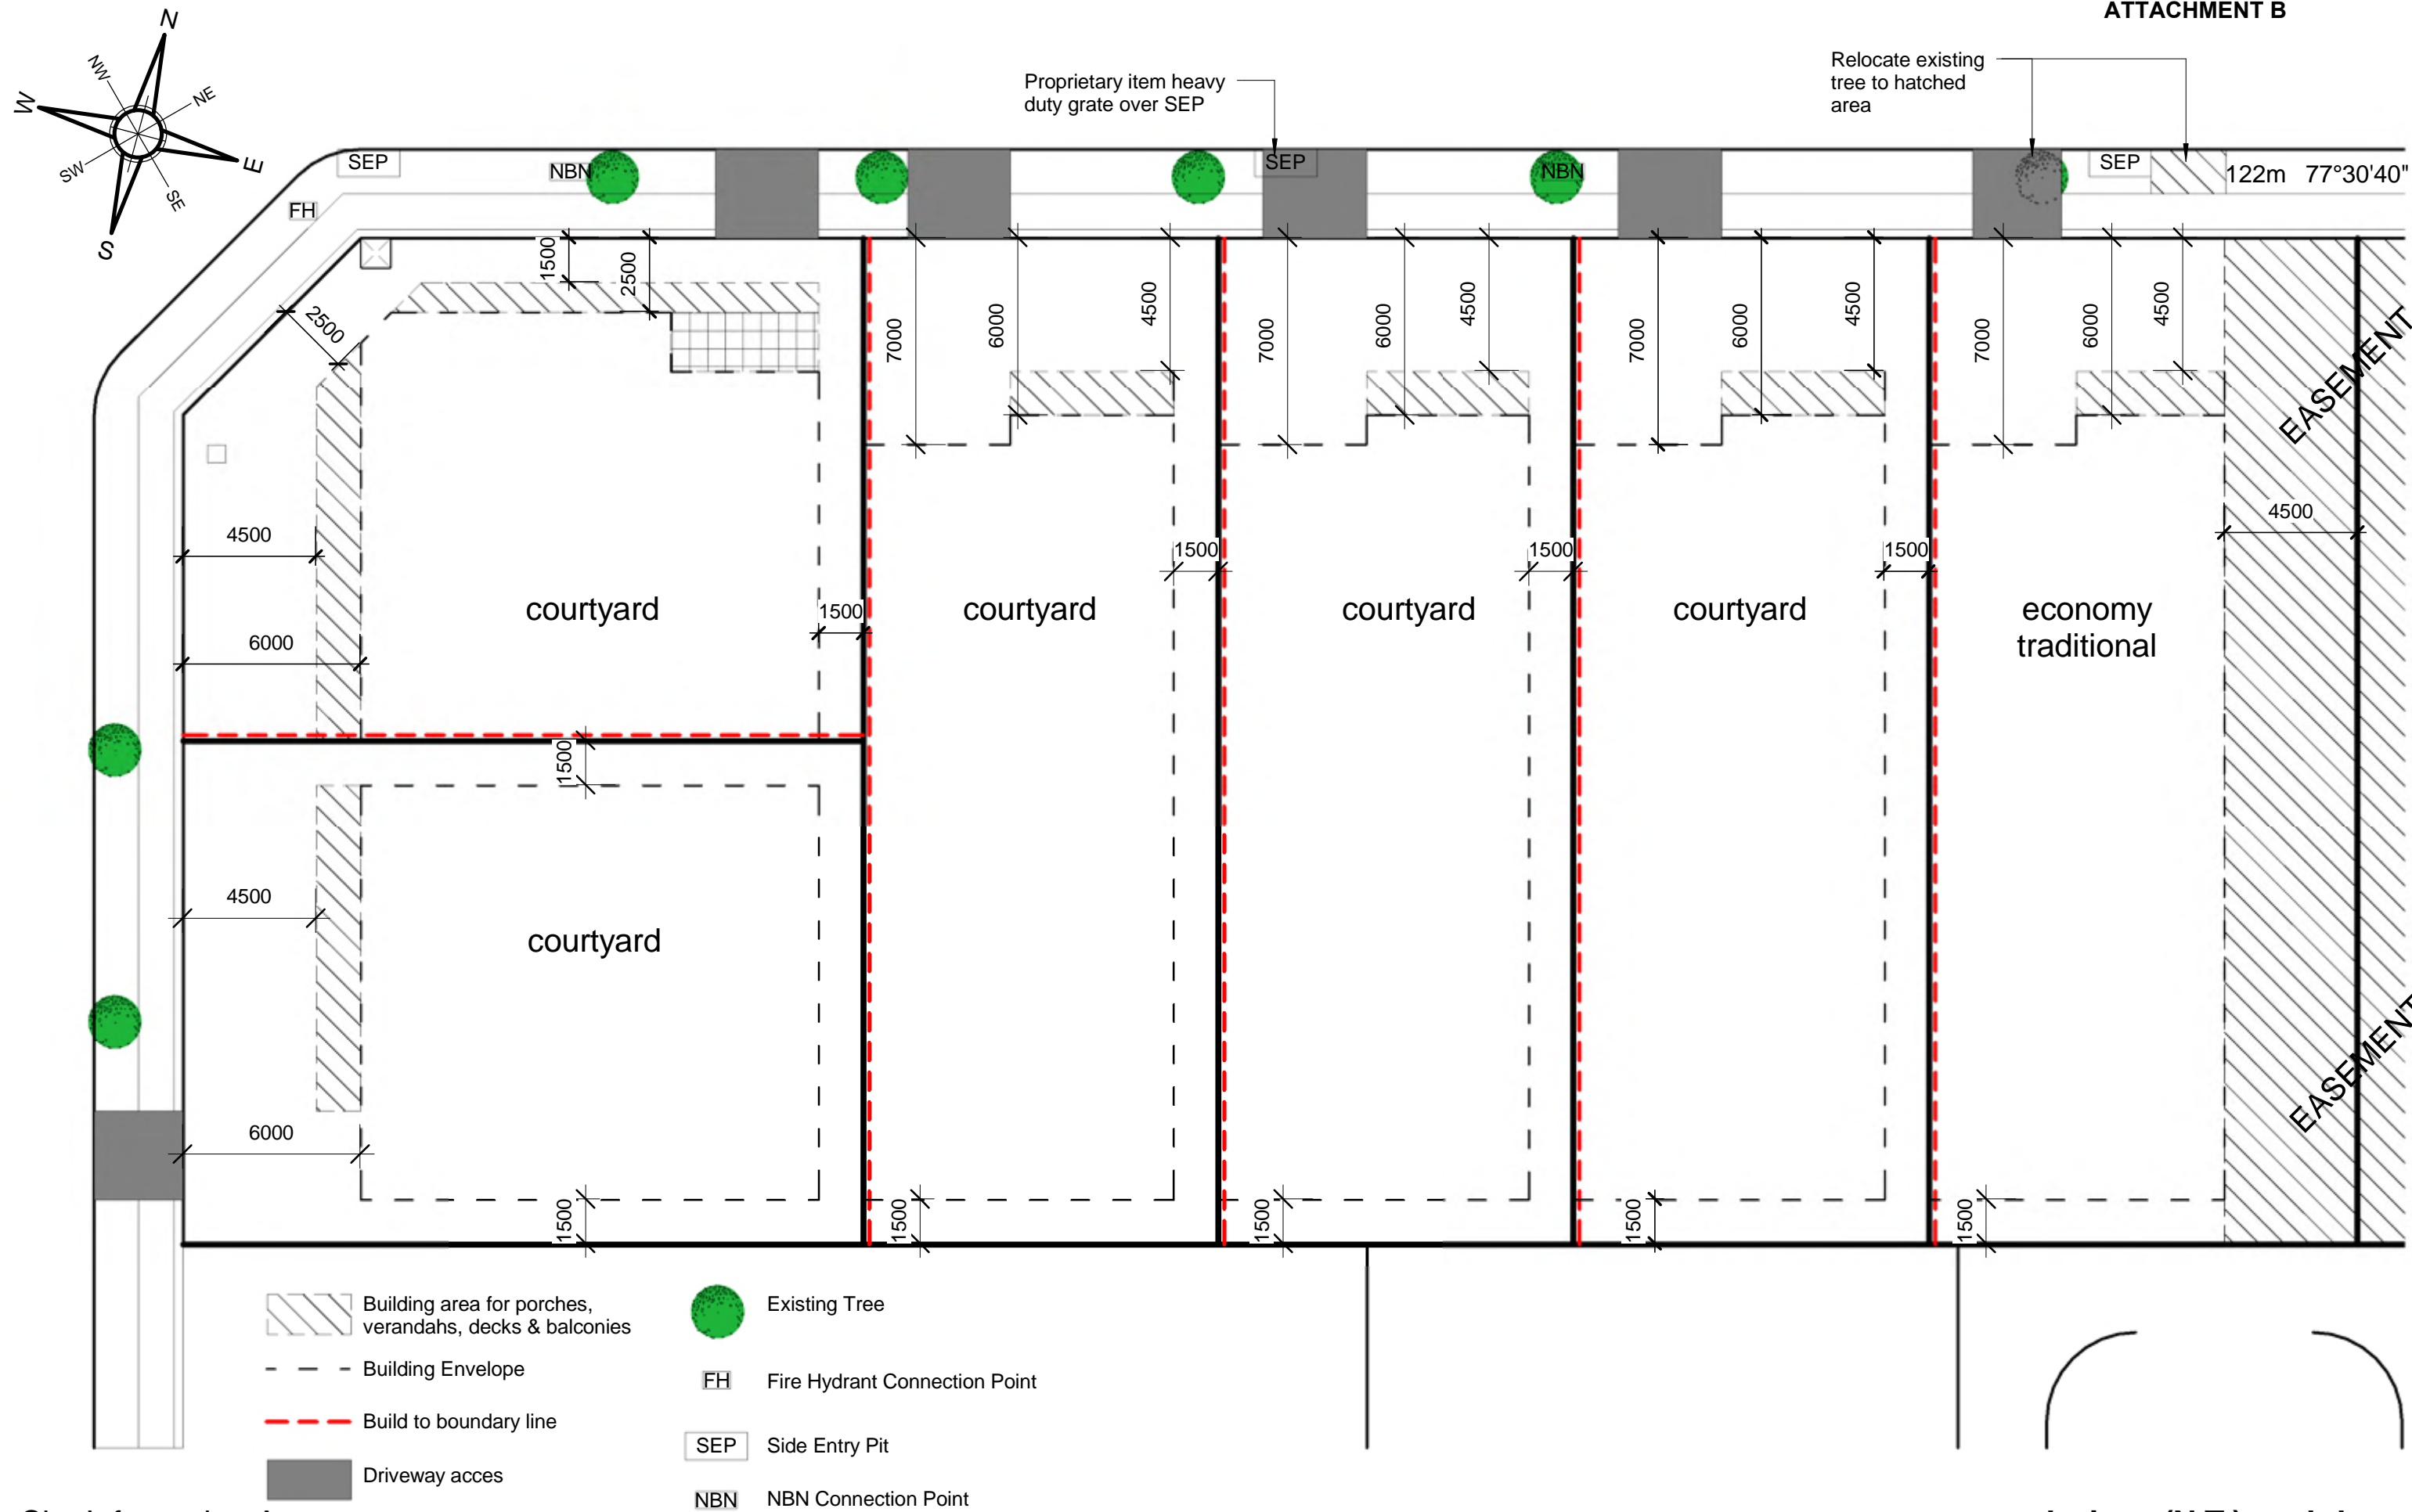 ATTACHMENT B
N
NW
NE
W
E
SW
SE
S
Proprietary item heavy
duty grate over SEP
Relocate existing
tree to hatched
area
SEP
NBN
SEP
NBN
SEP
122m 77°30'40"
FH
1500
2500
2500
7000
6000
4500
7000
6000
4500
7000
6000
4500
7000
6000
4500
EASEMENT
4500
4500
1500
1500
1500
courtyard
1500
courtyard
courtyard
courtyard
economy
traditional
6000
1500
4500
courtyard
EASEMENT
6000
1500
1500
1500
1500
1500
Building area for porches,
verandahs, decks & balconies
Existing Tree
Building Envelope
FH
Fire Hydrant Connection Point
Build to boundary line
SEP
Side Entry Pit
Driveway acces
NBN
NBN Connection Point